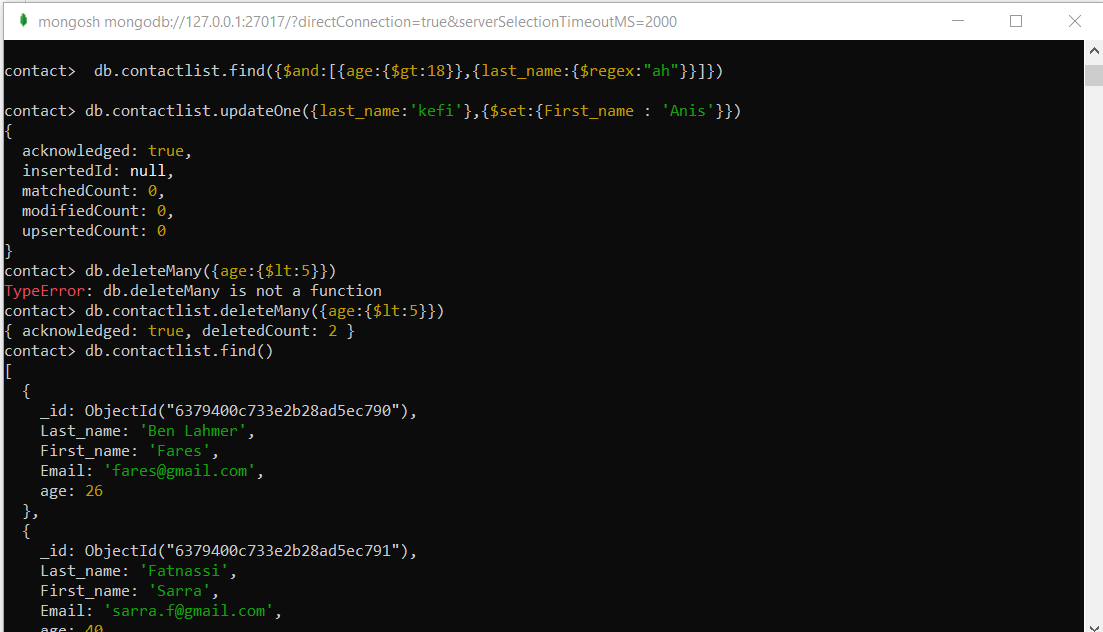 mongosh mongodb://127.0.0.1:27017/?directConnection=true&serverSelectionTimeoutMS=2000
contact>  db.contactlist.find({$and:[{age:{$gt:18}},{last_name:{$regex:"ah"}}]})
contact> db.contactlist.updateOne({last_name:'kefi'},{$set:{First_name : 'Anis'}})
{
  acknowledged: true,
  insertedId: null,
  matchedCount: 0,
  modifiedCount: 0,
  upsertedCount: 0
}
contact> db.deleteMany({age:{$lt:5}})
TypeError: db.deleteMany is not a function
contact> db.contactlist.deleteMany({age:{$lt:5}})
{ acknowledged: true, deletedCount: 2 }
contact> db.contactlist.find()
[
  {
    _id: ObjectId("6379400c733e2b28ad5ec790"),
    Last_name: 'Ben Lahmer',
    First_name: 'Fares',
    Email: 'fares@gmail.com',
    age: 26
  },
  {
    _id: ObjectId("6379400c733e2b28ad5ec791"),
    Last_name: 'Fatnassi',
    First_name: 'Sarra',
    Email: 'sarra.f@gmail.com',
    age: 40